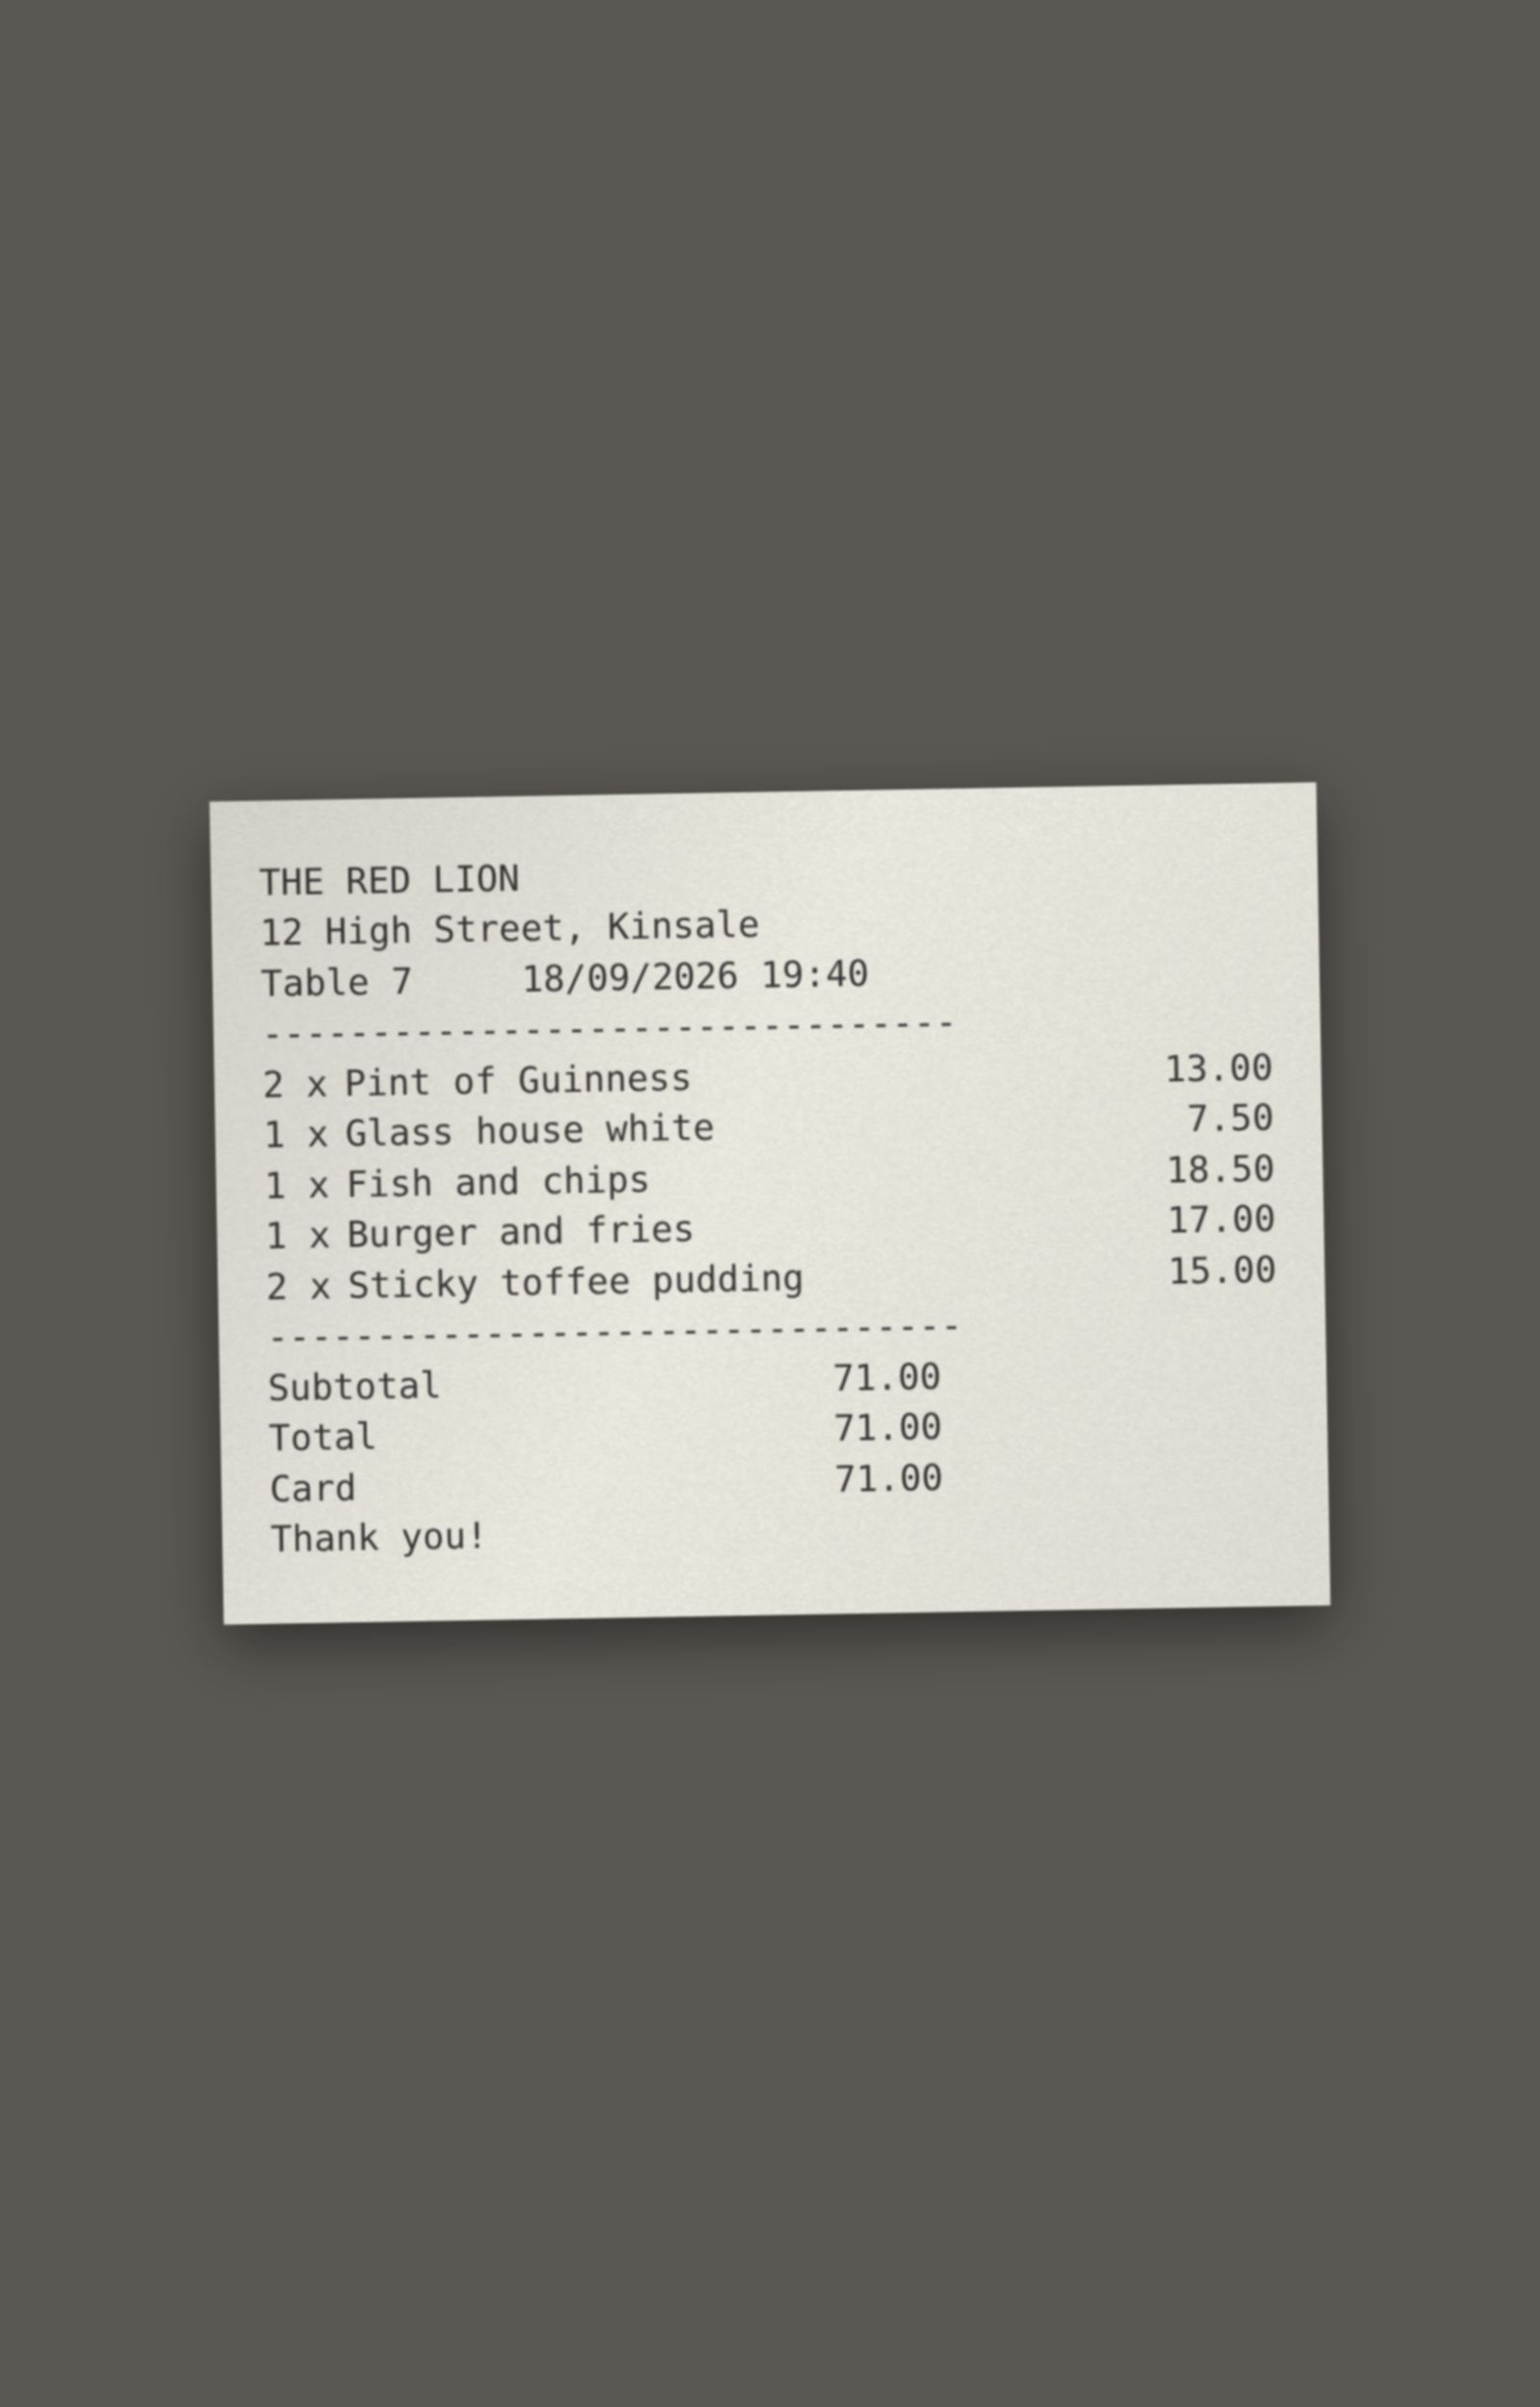 THE RED LION
12 High Street, Kinsale
Table 7     18/09/2026 19:40
--------------------------------
2 x Pint of Guinness 13.00
1 x Glass house white 7.50
1 x Fish and chips 18.50
1 x Burger and fries 17.00
2 x Sticky toffee pudding 15.00
--------------------------------
Subtotal 71.00
Total 71.00
Card 71.00
Thank you!